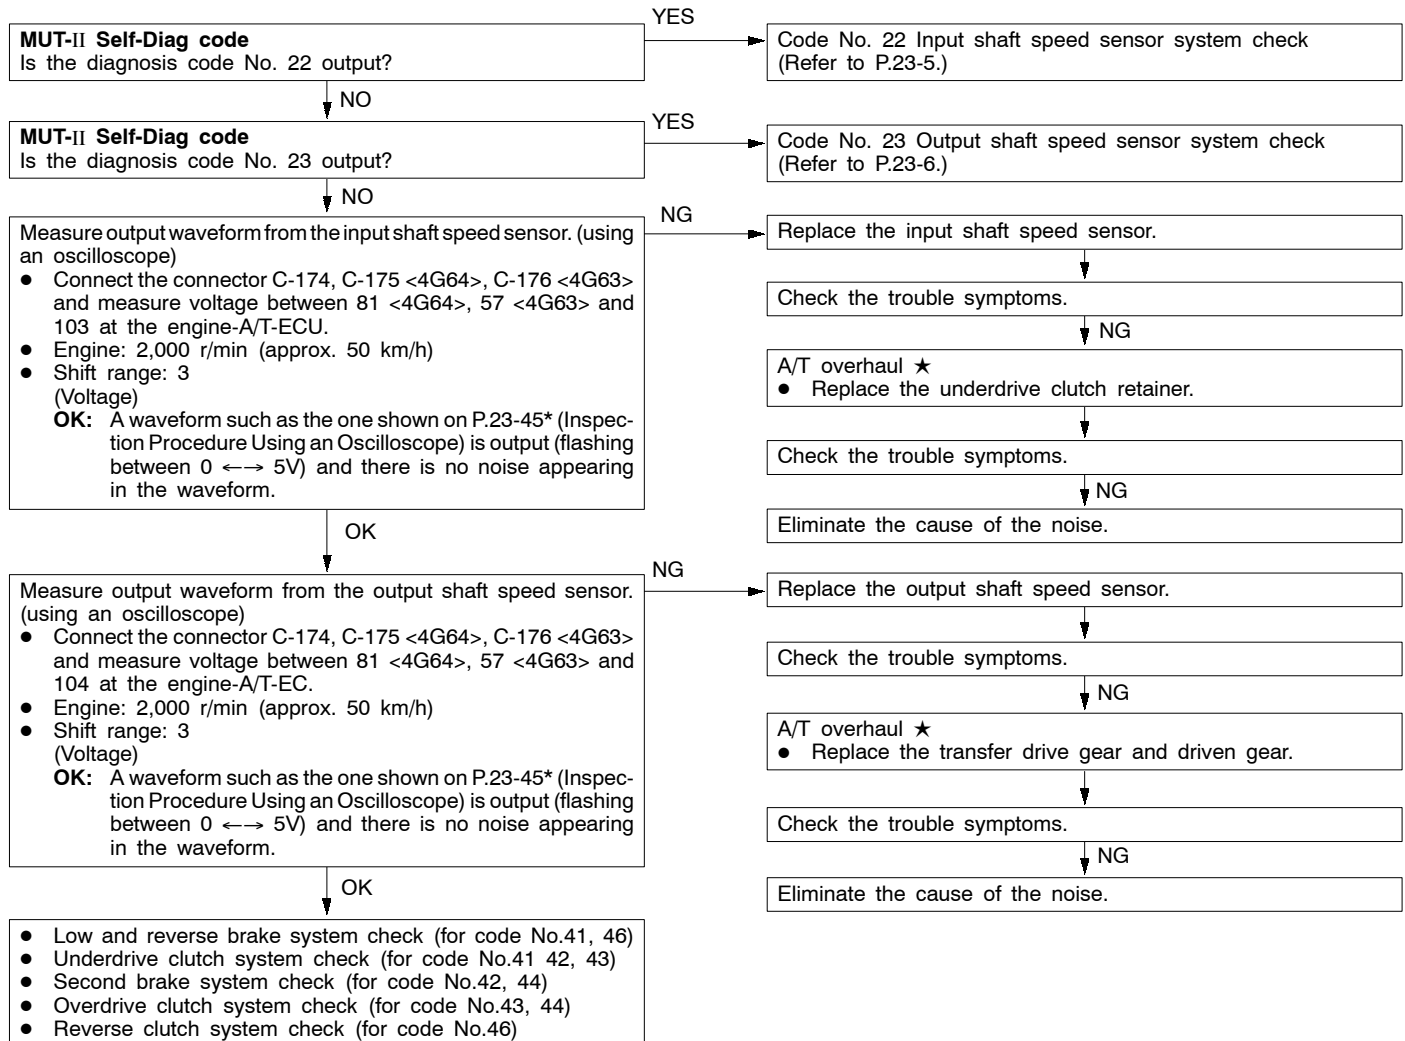 MUT-II Self-Diag code
Is the diagnosis code No. 22 output?
YES
Code No. 22 Input shaft speed sensor system check
(Refer to P.23-5.)
NO
MUT-II Self-Diag code
Is the diagnosis code No. 23 output?
YES
Code No. 23 Output shaft speed sensor system check
(Refer to P.23-6.)
NO
Measure output waveform from the input shaft speed sensor. (using
an oscilloscope)
● Connect the connector C-174, C-175 <4G64>, C-176 <4G63>
and measure voltage between 81 <4G64>, 57 <4G63> and
103 at the engine-A/T-ECU.
● Engine: 2,000 r/min (approx. 50 km/h)
● Shift range: 3
(Voltage)
OK: A waveform such as the one shown on P.23-45* (Inspec-
tion Procedure Using an Oscilloscope) is output (flashing
between 0 ←→ 5V) and there is no noise appearing
in the waveform.
NG
Replace the input shaft speed sensor.
Check the trouble symptoms.
NG
A/T overhaul ★
● Replace the underdrive clutch retainer.
Check the trouble symptoms.
NG
Eliminate the cause of the noise.
OK
Measure output waveform from the output shaft speed sensor.
(using an oscilloscope)
● Connect the connector C-174, C-175 <4G64>, C-176 <4G63>
and measure voltage between 81 <4G64>, 57 <4G63> and
104 at the engine-A/T-EC.
● Engine: 2,000 r/min (approx. 50 km/h)
● Shift range: 3
(Voltage)
OK: A waveform such as the one shown on P.23-45* (Inspec-
tion Procedure Using an Oscilloscope) is output (flashing
between 0 ←→ 5V) and there is no noise appearing
in the waveform.
NG
Replace the output shaft speed sensor.
Check the trouble symptoms.
NG
A/T overhaul ★
● Replace the transfer drive gear and driven gear.
Check the trouble symptoms.
NG
Eliminate the cause of the noise.
OK
● Low and reverse brake system check (for code No.41, 46)
● Underdrive clutch system check (for code No.41 42, 43)
● Second brake system check (for code No.42, 44)
● Overdrive clutch system check (for code No.43, 44)
● Reverse clutch system check (for code No.46)